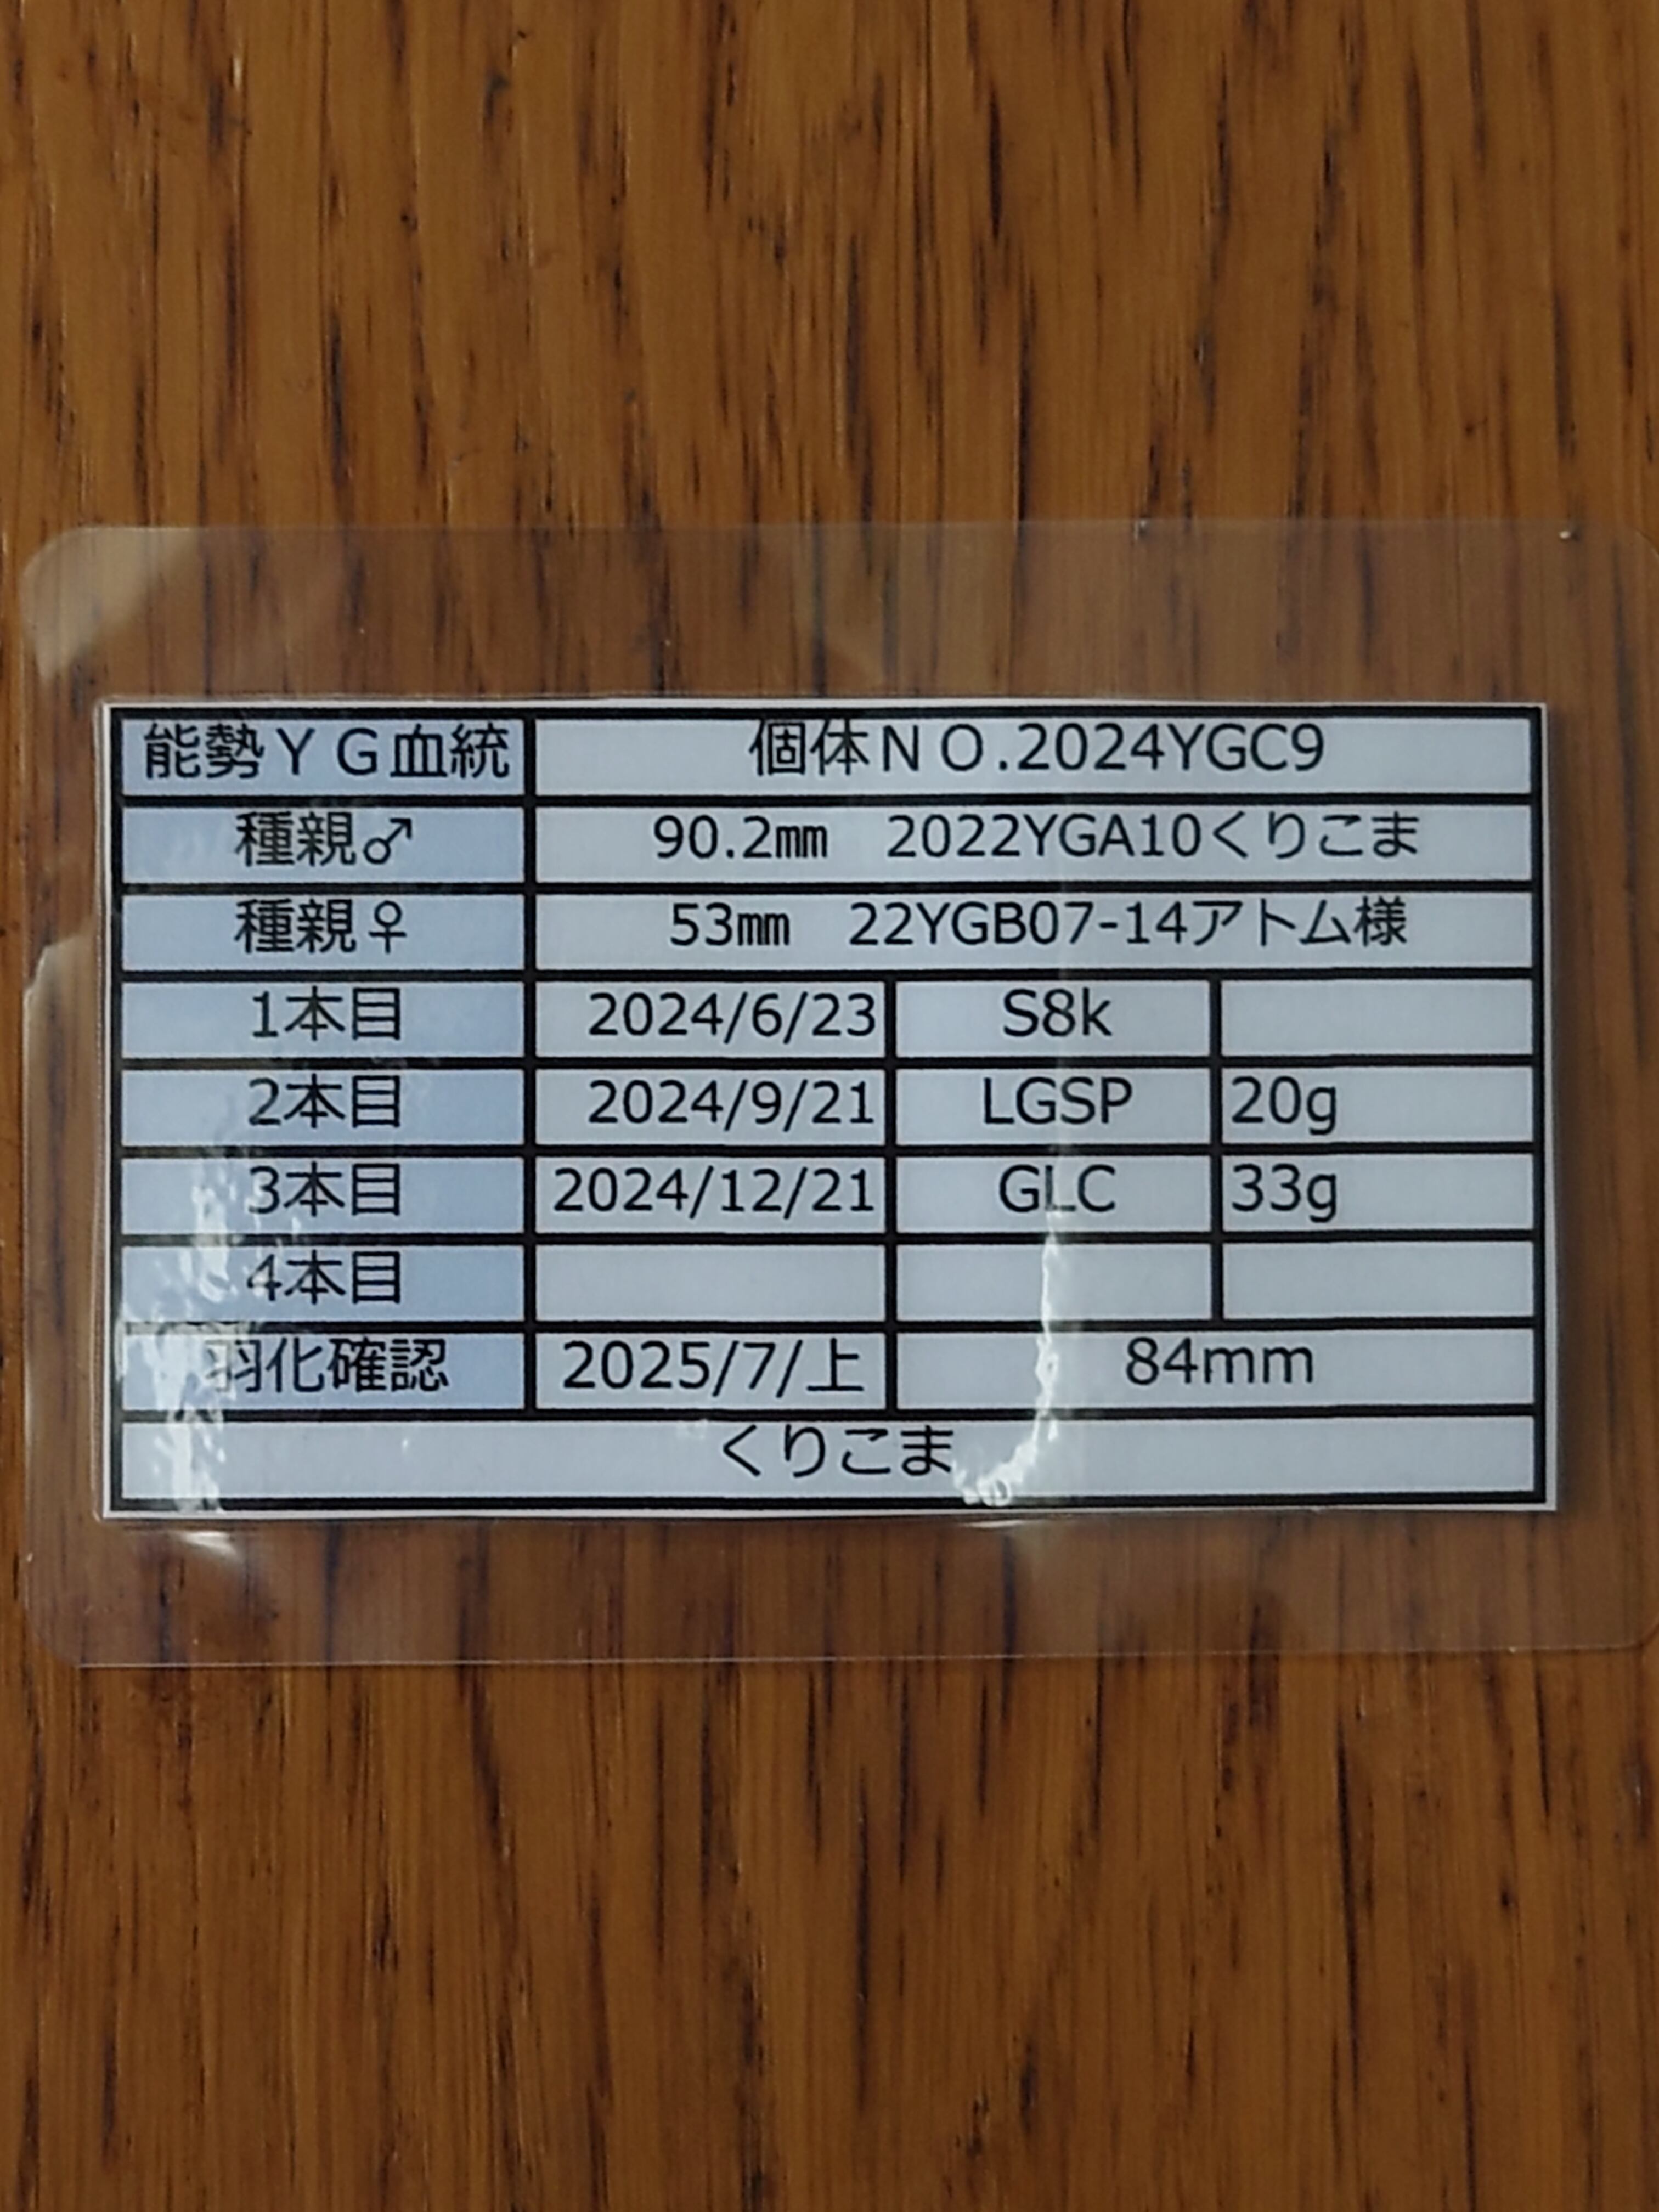 能勢ＹＧ血統 個体ＮＯ.2024YGC9
種親♂ 90.2㎜　2022YGA10くりこま
種親♀ 53㎜　22YGB07-14アトム様
1本目 2024/6/23 S8k
2本目 2024/9/21 LGSP 20g
3本目 2024/12/21 GLC 33g
4本目
羽化確認 2025/7/上 84mm
くりこま